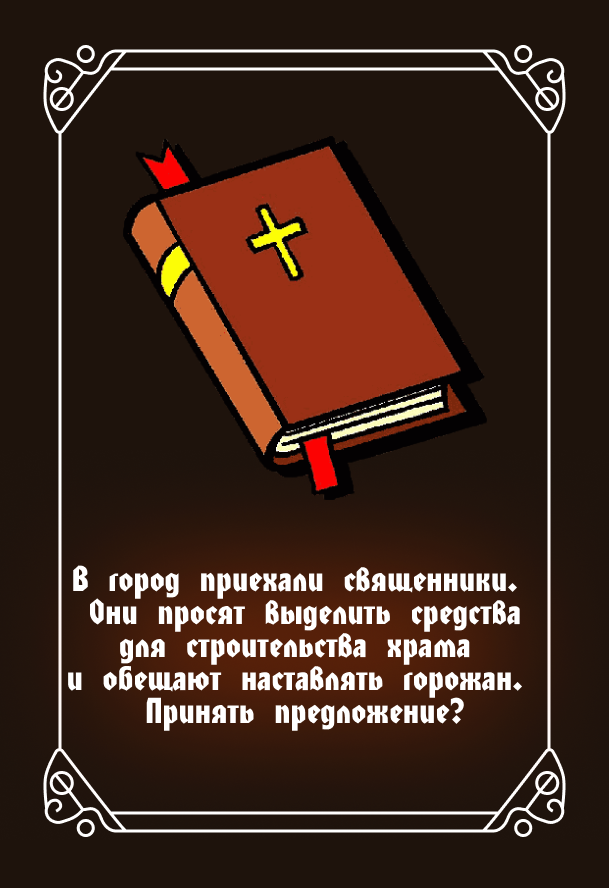 В город приехали священники.
Они просят выделить средства
для строительства храма
и обещают наставлять горожан.
Принять предложение?